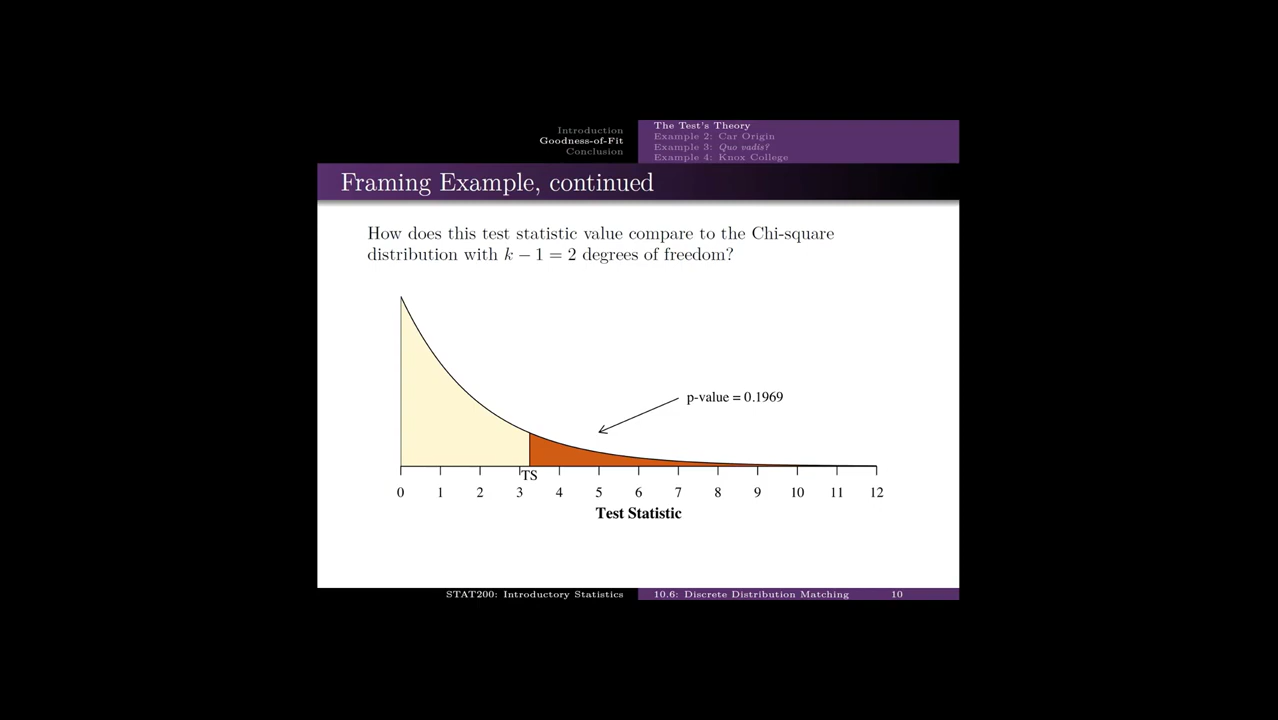 Introduction
Goodness-of-Fit
Conclusion
The Test's Theory
Example 2: Car Origin
Example 3: Quo vadis?
Example 4: Knox College
Framing Example, continued
How does this test statistic value compare to the Chi-square
distribution with k − 1 = 2 degrees of freedom?
p-value = 0.1969
TS
0 1 2 3 4 5 6 7 8 9 10 11 12
Test Statistic
STAT200: Introductory Statistics
10.6: Discrete Distribution Matching
10